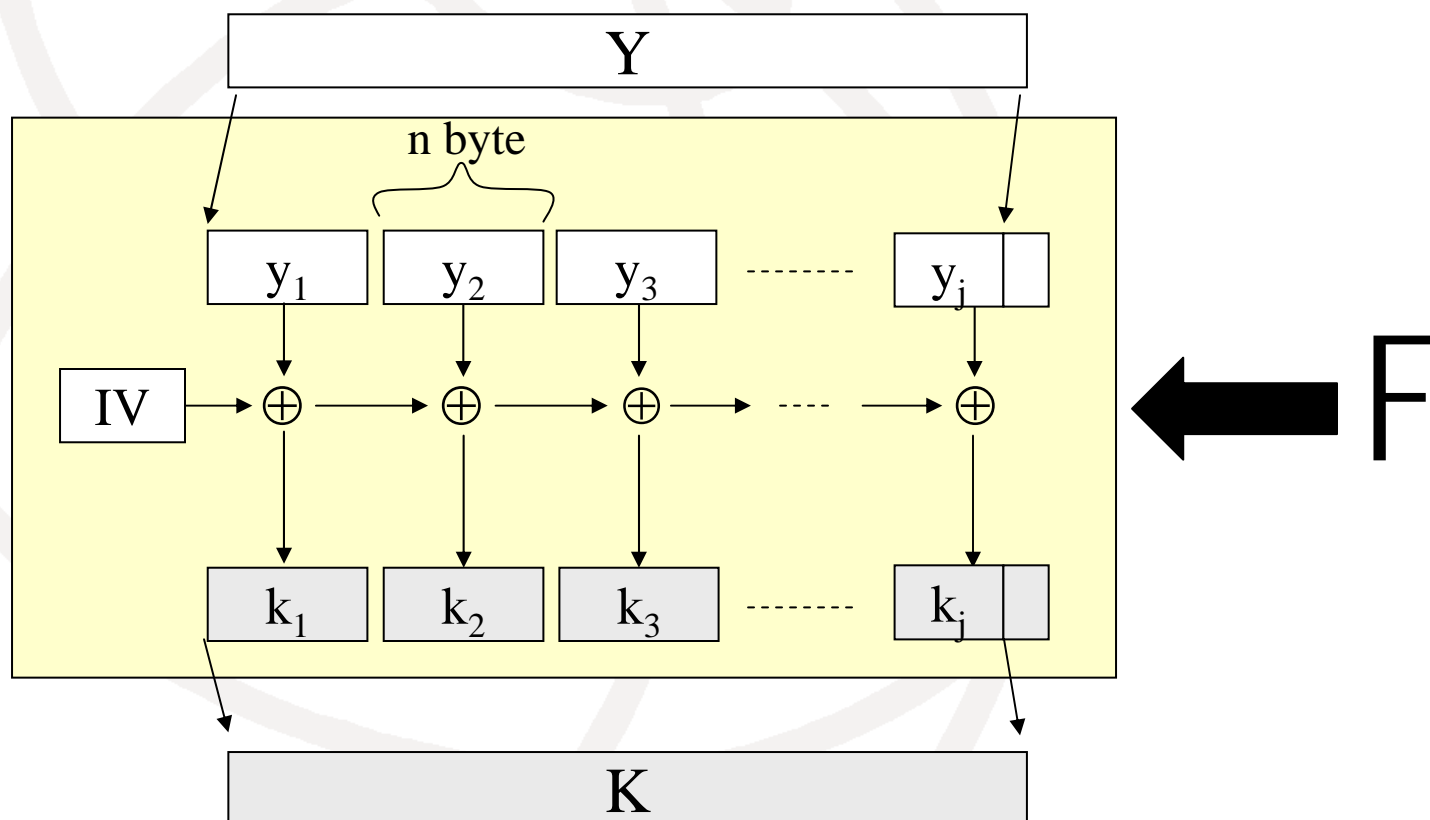 Y
n byte
y₁ y₂ y₃ yⱼ
IV ⊕ ⊕ ⊕ ⊕
F
k₁ k₂ k₃ kⱼ
K